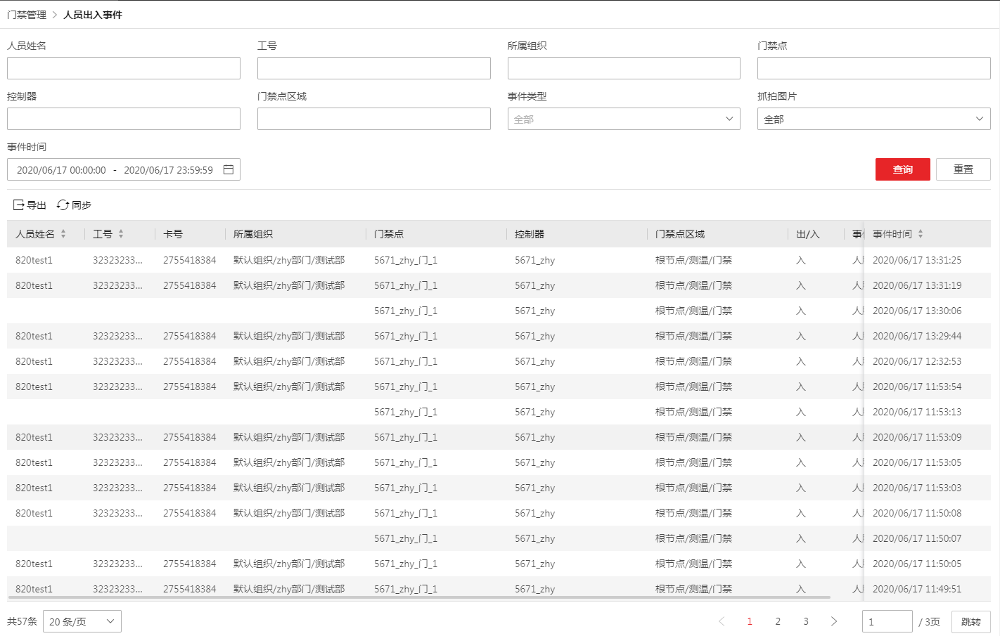 门禁管理 > 人员出入事件
人员姓名 工号 所属组织 门禁点
控制器 门禁点区域 事件类型 抓拍图片
全部 全部
事件时间
2020/06/17 00:00:00 - 2020/06/17 23:59:59 查询 重置
导出 同步
人员姓名 工号 卡号 所属组织 门禁点 控制器 门禁点区域 出/入 事 事件时间
820test1 32323233... 2755418384 默认组织/zhy部门/测试部 5671_zhy_门_1 5671_zhy 根节点/测温/门禁 入 人 2020/06/17 13:31:25
820test1 32323233... 2755418384 默认组织/zhy部门/测试部 5671_zhy_门_1 5671_zhy 根节点/测温/门禁 入 人 2020/06/17 13:31:19
5671_zhy_门_1 5671_zhy 根节点/测温/门禁 入 人 2020/06/17 13:30:06
820test1 32323233... 2755418384 默认组织/zhy部门/测试部 5671_zhy_门_1 5671_zhy 根节点/测温/门禁 入 人 2020/06/17 13:29:44
820test1 32323233... 2755418384 默认组织/zhy部门/测试部 5671_zhy_门_1 5671_zhy 根节点/测温/门禁 入 人 2020/06/17 12:32:53
820test1 32323233... 2755418384 默认组织/zhy部门/测试部 5671_zhy_门_1 5671_zhy 根节点/测温/门禁 入 人 2020/06/17 11:53:54
5671_zhy_门_1 5671_zhy 根节点/测温/门禁 入 人 2020/06/17 11:53:13
820test1 32323233... 2755418384 默认组织/zhy部门/测试部 5671_zhy_门_1 5671_zhy 根节点/测温/门禁 入 人 2020/06/17 11:53:09
820test1 32323233... 2755418384 默认组织/zhy部门/测试部 5671_zhy_门_1 5671_zhy 根节点/测温/门禁 入 人 2020/06/17 11:53:05
820test1 32323233... 2755418384 默认组织/zhy部门/测试部 5671_zhy_门_1 5671_zhy 根节点/测温/门禁 入 人 2020/06/17 11:53:03
820test1 32323233... 2755418384 默认组织/zhy部门/测试部 5671_zhy_门_1 5671_zhy 根节点/测温/门禁 入 人 2020/06/17 11:50:08
5671_zhy_门_1 5671_zhy 根节点/测温/门禁 入 人 2020/06/17 11:50:07
820test1 32323233... 2755418384 默认组织/zhy部门/测试部 5671_zhy_门_1 5671_zhy 根节点/测温/门禁 入 人 2020/06/17 11:50:05
820test1 32323233... 2755418384 默认组织/zhy部门/测试部 5671_zhy_门_1 5671_zhy 根节点/测温/门禁 入 人 2020/06/17 11:49:51
共57条 20 条/页 < 1 2 3 > 1 / 3页 跳转